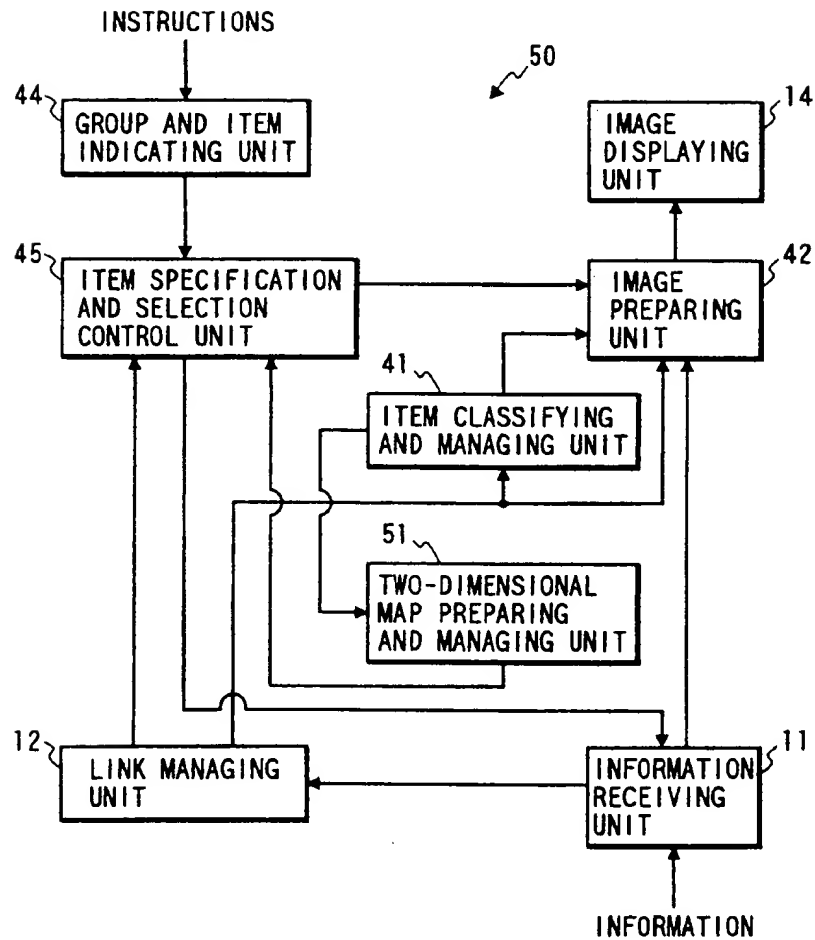 INSTRUCTIONS
50
44
GROUP AND ITEM
INDICATING UNIT
14
IMAGE
DISPLAYING
UNIT
45
ITEM SPECIFICATION
AND SELECTION
CONTROL UNIT
42
IMAGE
PREPARING
UNIT
41
ITEM CLASSIFYING
AND MANAGING UNIT
51
TWO-DIMENSIONAL
MAP PREPARING
AND MANAGING UNIT
12
LINK MANAGING
UNIT
11
INFORMATION
RECEIVING
UNIT
INFORMATION